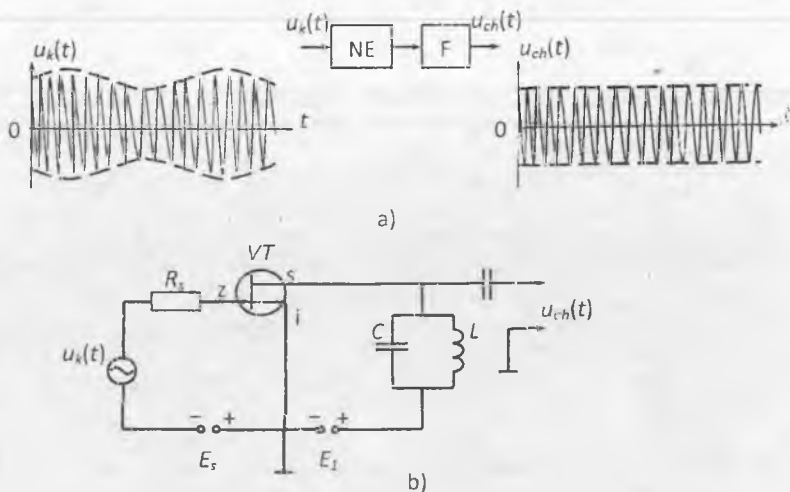 u_k(t) u_ch(t)
NE F
u_k(t) u_ch(t)
0 t 0
a)
VT
R_s z s
i
u_k(t) C L u_ch(t)
− + − +
E_s E_1
b)